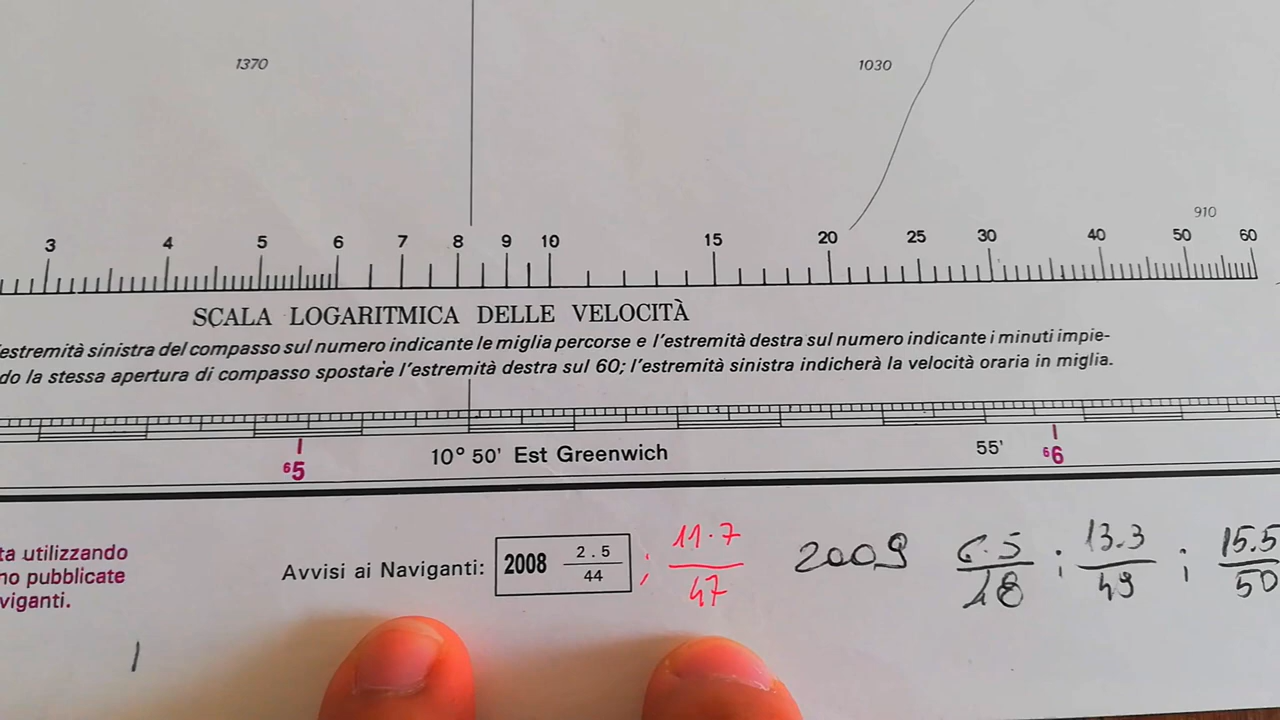 1370
1030
910
3 4 5 6 7 8 9 10 15 20 25 30 40 50 60
SCALA LOGARITMICA DELLE VELOCITÀ
'estremità sinistra del compasso sul numero indicante le miglia percorse e l'estremità destra sul numero indicante i minuti impie-
do la stessa apertura di compasso spostare l'estremità destra sul 60; l'estremità sinistra indicherà la velocità oraria in miglia.
65 10° 50' Est Greenwich 55' 66
ta utilizzando
no pubblicate
viganti.
Avvisi ai Naviganti: 2008 2.5/44 ; 11.7/47 2009 6.5/48 ; 13.3/49 ; 15.5/50